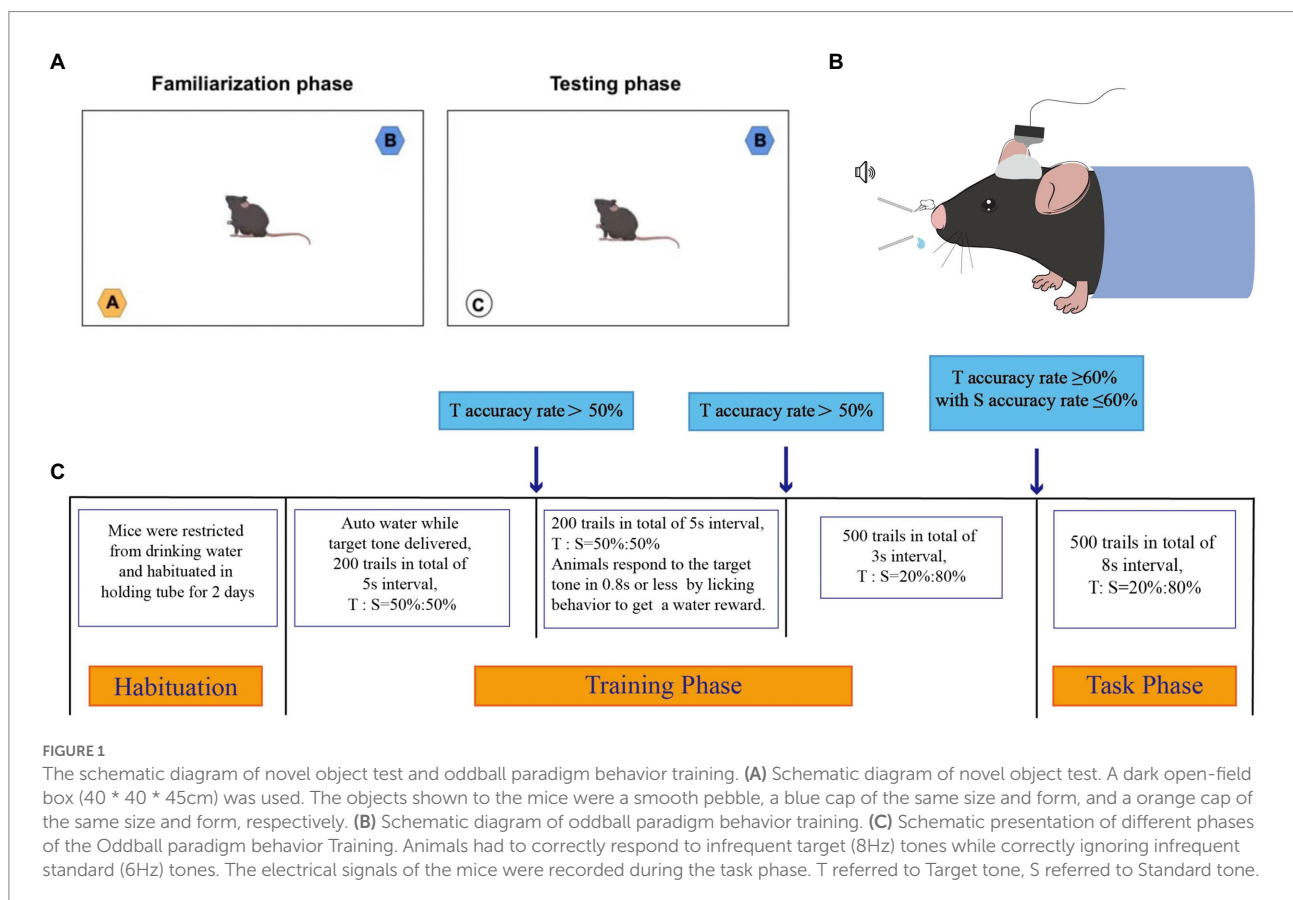 A
Familiarization phase
B
A
Testing phase
B
C
B
T accuracy rate > 50%
T accuracy rate > 50%
T accuracy rate ≥60%
with S accuracy rate ≤60%
C
Mice were restricted
from drinking water
and habituated in
holding tube for 2 days
Auto water while
target tone delivered,
200 trails in total of
5s interval,
T : S=50%:50%
200 trails in total of 5s interval,
T : S=50%:50%
Animals respond to the target
tone in 0.8s or less by licking
behavior to get a water reward.
500 trails in total of
3s interval,
T : S=20%:80%
500 trails in total of
8s interval,
T: S=20%:80%
Habituation
Training Phase
Task Phase
FIGURE 1
The schematic diagram of novel object test and oddball paradigm behavior training. (A) Schematic diagram of novel object test. A dark open-field
box (40 * 40 * 45cm) was used. The objects shown to the mice were a smooth pebble, a blue cap of the same size and form, and a orange cap of
the same size and form, respectively. (B) Schematic diagram of oddball paradigm behavior training. (C) Schematic presentation of different phases
of the Oddball paradigm behavior Training. Animals had to correctly respond to infrequent target (8Hz) tones while correctly ignoring infrequent
standard (6Hz) tones. The electrical signals of the mice were recorded during the task phase. T referred to Target tone, S referred to Standard tone.